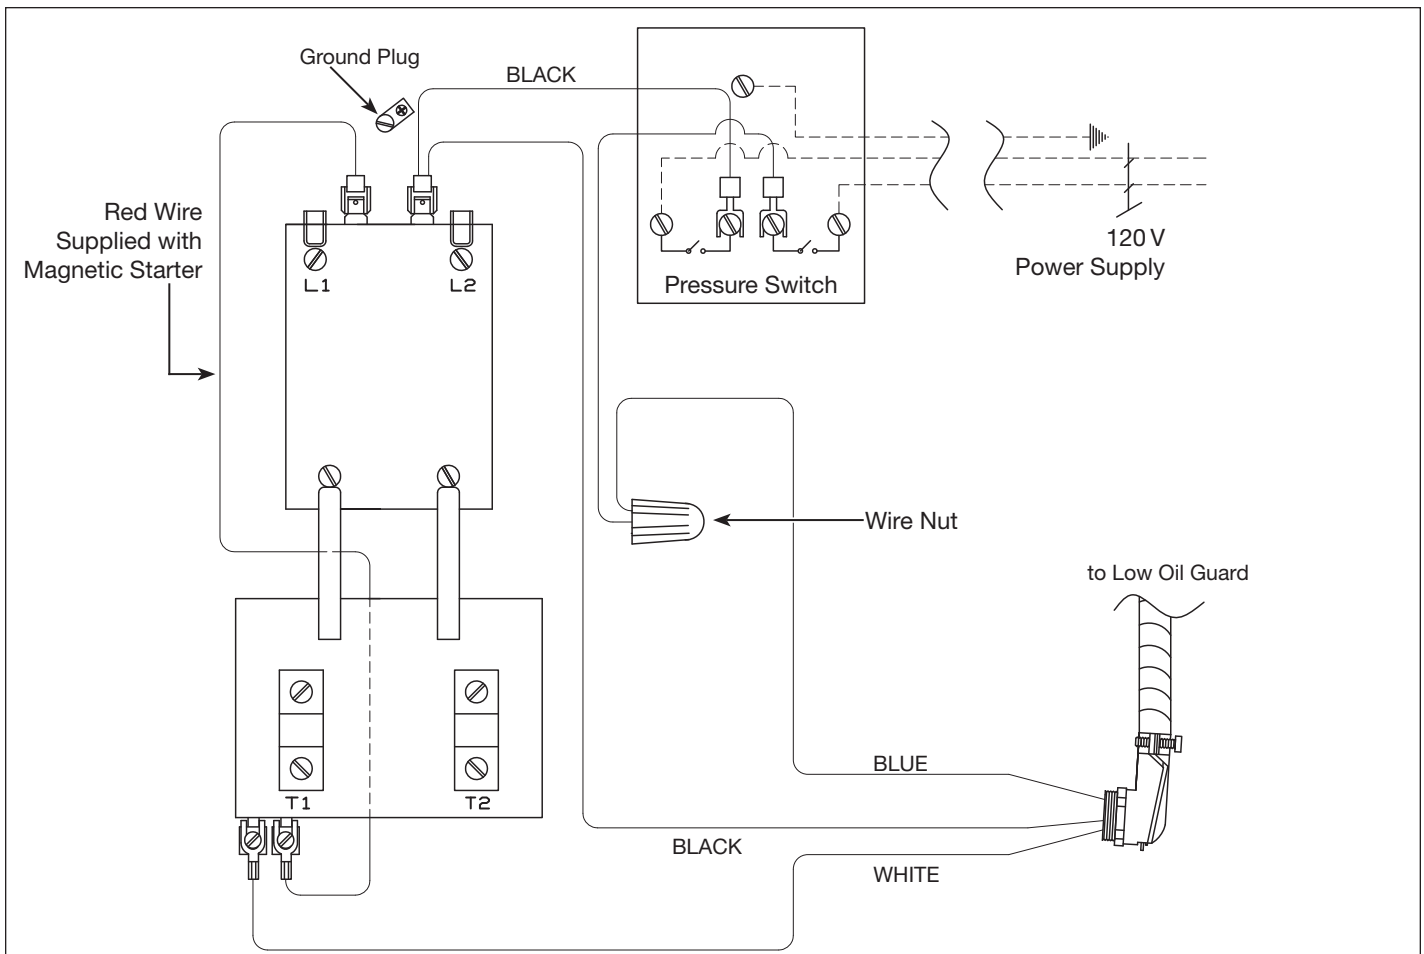 Ground Plug
BLACK
Red Wire
Supplied with
Magnetic Starter
L1
L2
Pressure Switch
120 V
Power Supply
Wire Nut
to Low Oil Guard
T1
T2
BLUE
BLACK
WHITE